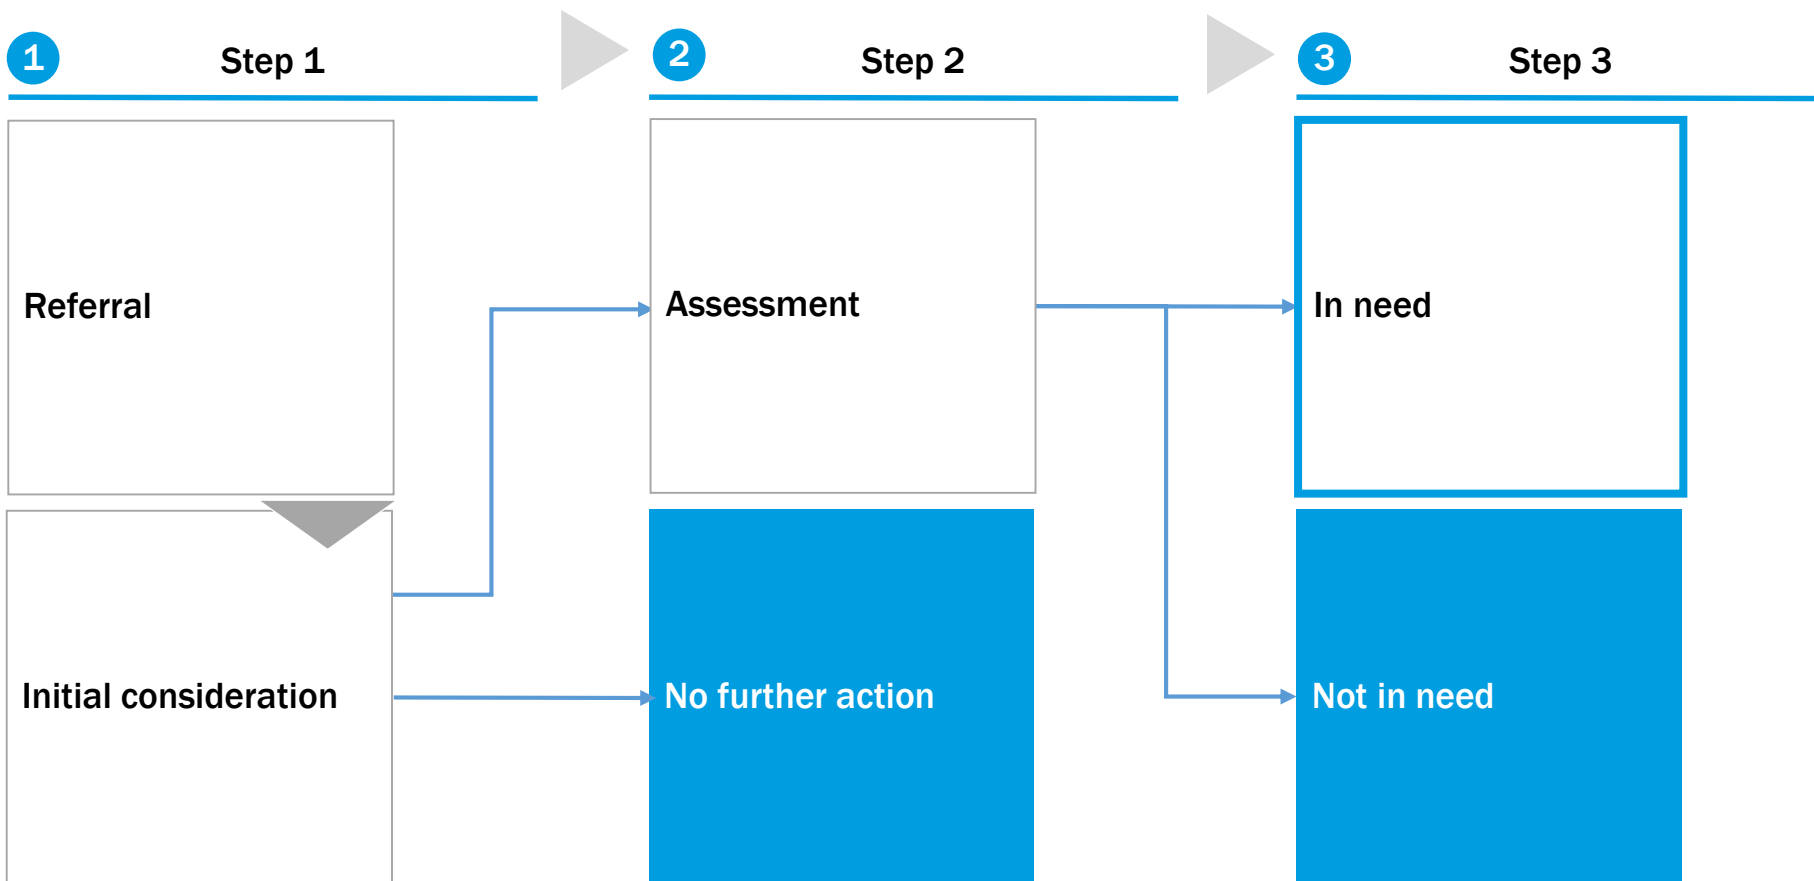 1 Step 1
2 Step 2
3 Step 3
Referral
Assessment
In need
Initial consideration
No further action
Not in need